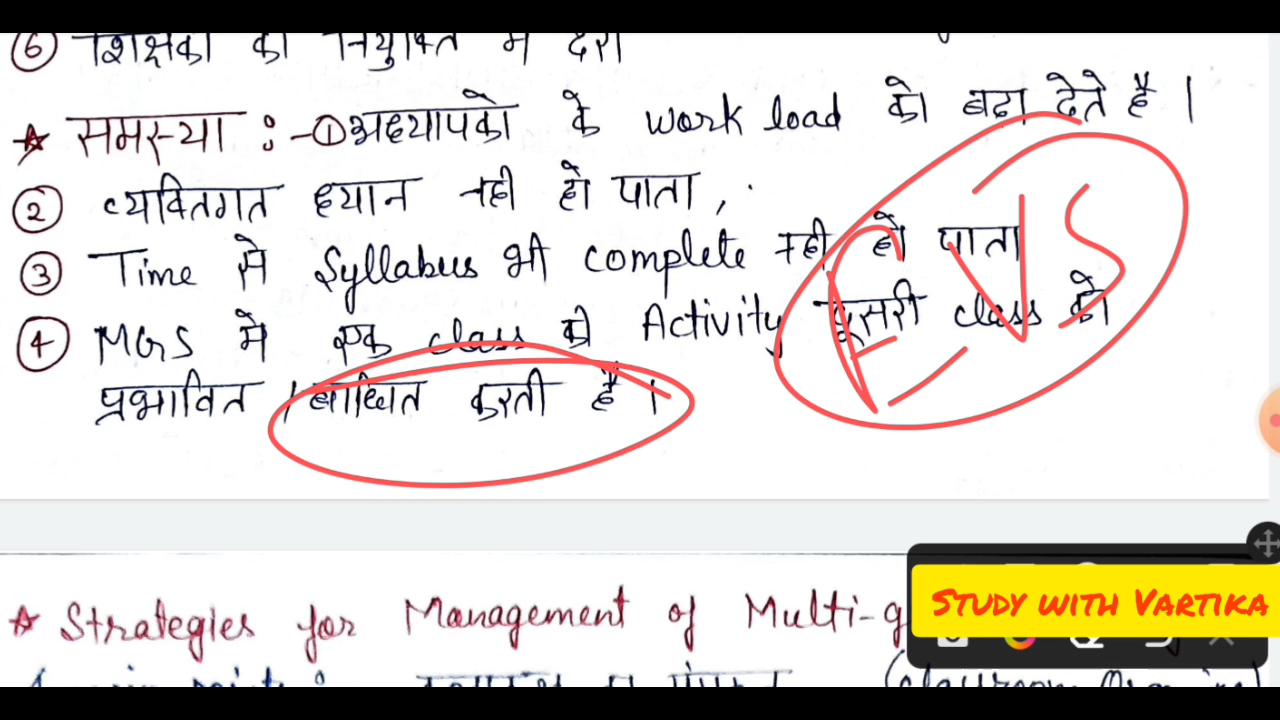 ⑥ शिक्षको की नियुक्ति में देरी
★ समस्या :- ① अध्यापको के work load को बढ़ा देते है।
② व्यक्तिगत ध्यान नही हो पाता,
③ Time से Syllabus भी complete नही हो पाता
④ MGS मे एक class की Activity दूसरी class को
प्रभावित / बाधित करती है।
EVS
★ Strategies for Management of Multi-g
STUDY WITH VARTIKA